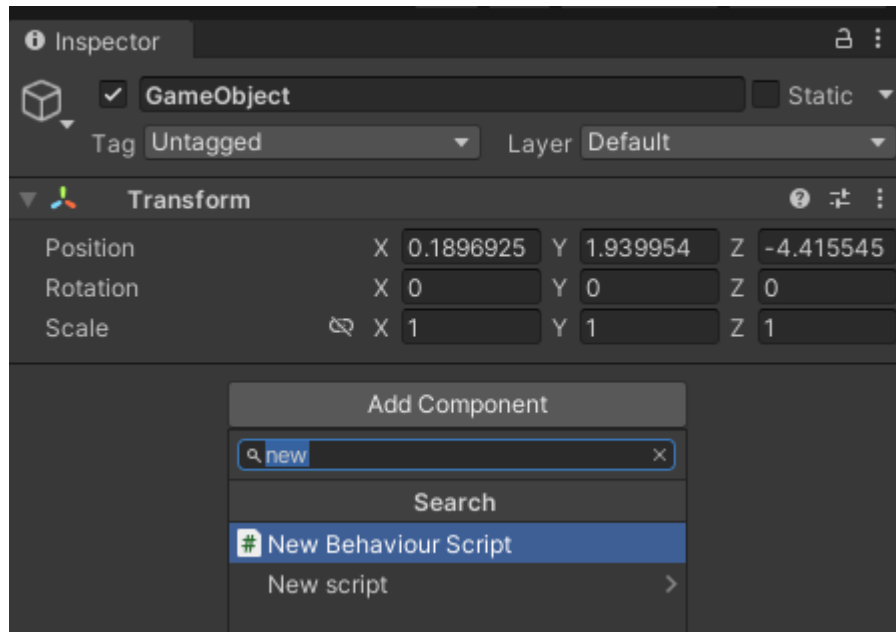 Inspector
GameObject Static
Tag Untagged Layer Default
Transform
Position X 0.1896925 Y 1.939954 Z -4.415545
Rotation X 0 Y 0 Z 0
Scale X 1 Y 1 Z 1
Add Component
new
Search
# New Behaviour Script
New script